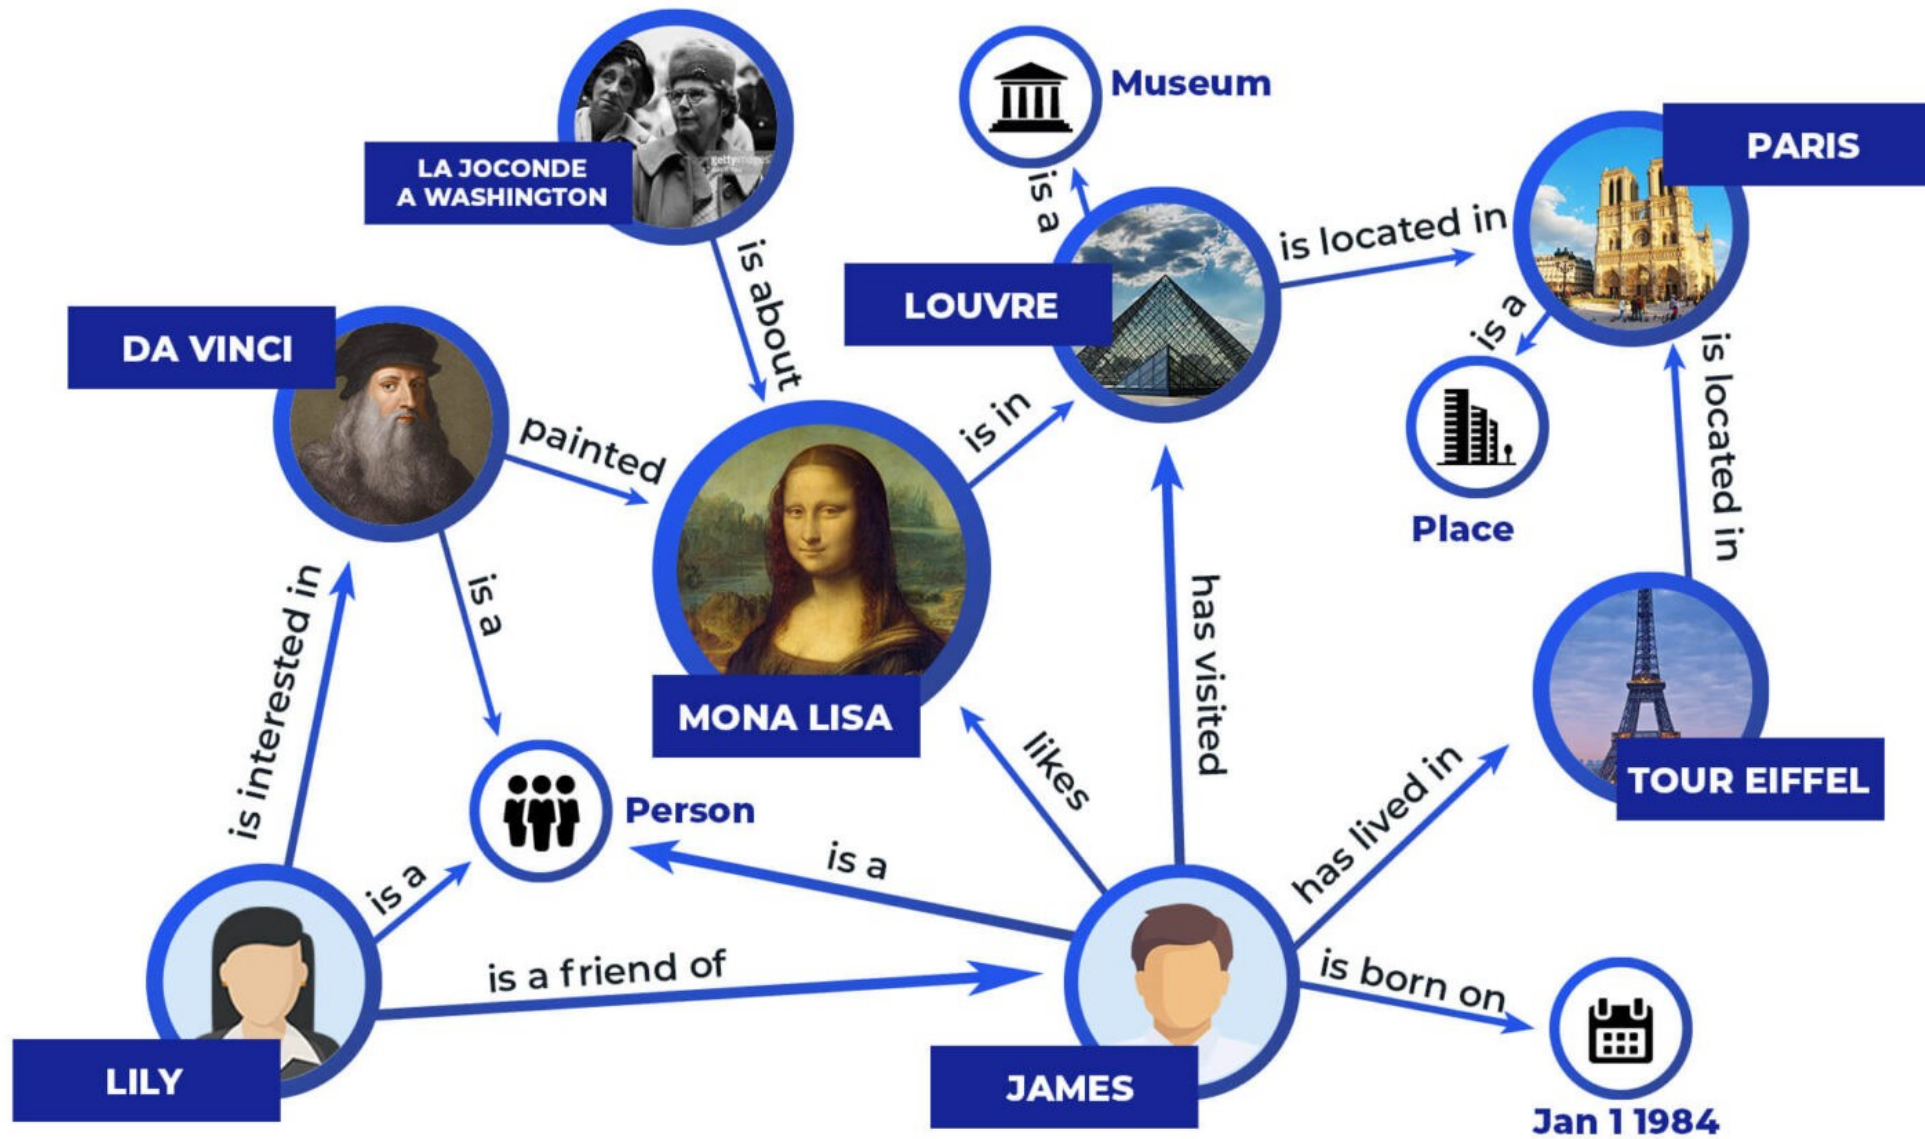 Museum
PARIS
LA JOCONDE
A WASHINGTON
gettyimages
is a
is located in
is about
LOUVRE
DA VINCI
is a
is located in
painted
is in
Place
is interested in
is a
has visited
MONA LISA
likes
has lived in
TOUR EIFFEL
Person
is a
is a
is a friend of
is born on
LILY
JAMES
Jan 1 1984